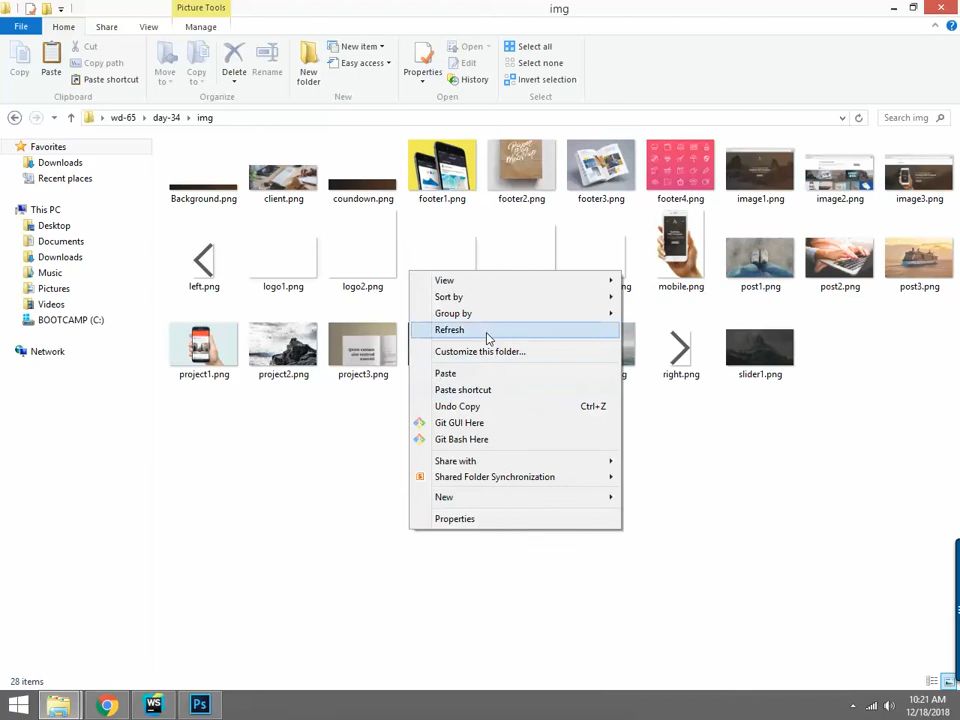 Picture Tools
img
File
Home
Share
View
Manage
Copy
Paste
Cut
Copy path
Paste shortcut
Clipboard
Move to
Copy to
Delete
Rename
Organize
New folder
New item
Easy access
New
Properties
Open
Edit
History
Open
Select all
Select none
Invert selection
Select
wd-65
day-34
img
Search img
Favorites
Downloads
Recent places
This PC
Desktop
Documents
Downloads
Music
Pictures
Videos
BOOTCAMP (C:)
Network
Background.png
client.png
coundown.png
footer1.png
footer2.png
footer3.png
footer4.png
image1.png
image2.png
image3.png
left.png
logo1.png
logo2.png
mobile.png
post1.png
post2.png
post3.png
project1.png
project2.png
project3.png
right.png
slider1.png
View
Sort by
Group by
Refresh
Customize this folder...
Paste
Paste shortcut
Undo Copy Ctrl+Z
Git GUI Here
Git Bash Here
Share with
Shared Folder Synchronization
New
Properties
28 items
WS
Ps
10:21 AM
12/18/2018